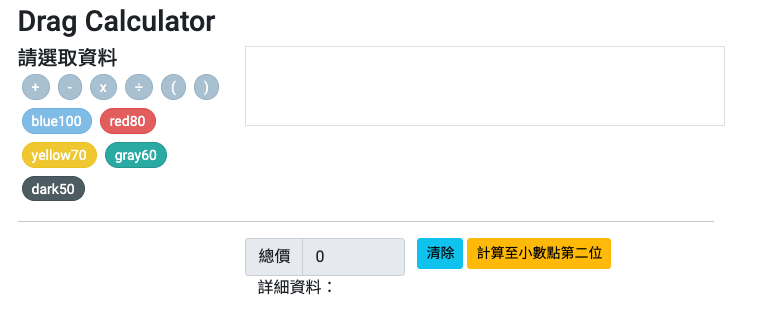 Drag Calculator
請選取資料
+ - x ÷ ( )
blue100 red80
yellow70 gray60
dark50
總價 0 清除 計算至小數點第二位
詳細資料：